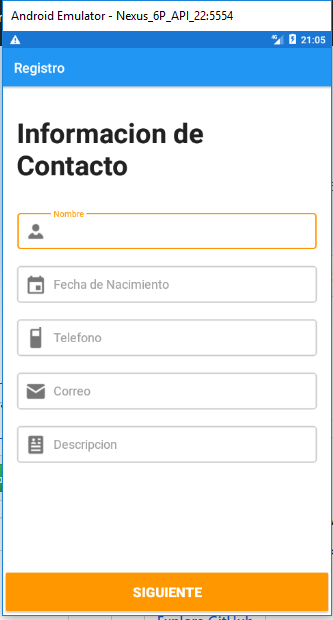 Android Emulator - Nexus_6P_API_22:5554
4G 21:05
Registro
Informacion de
Contacto
Nombre
Fecha de Nacimiento
Telefono
Correo
Descripcion
SIGUIENTE
Explore GitHub